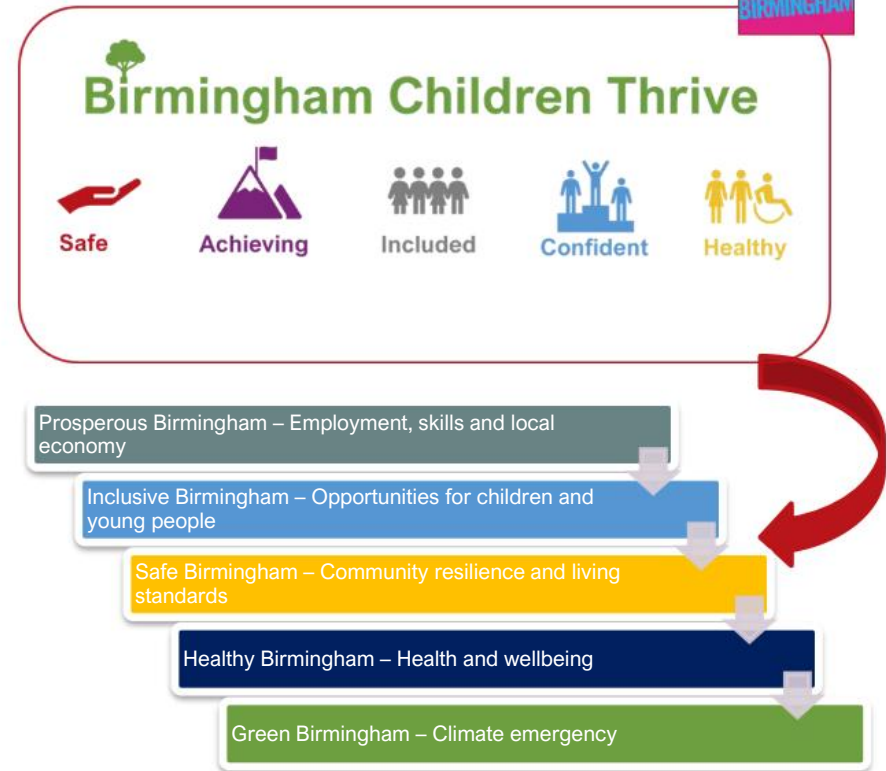 BIRMINGHAM
Birmingham Children Thrive
Safe
Achieving
Included
Confident
Healthy
Prosperous Birmingham – Employment, skills and local
economy
Inclusive Birmingham – Opportunities for children and
young people
Safe Birmingham – Community resilience and living
standards
Healthy Birmingham – Health and wellbeing
Green Birmingham – Climate emergency